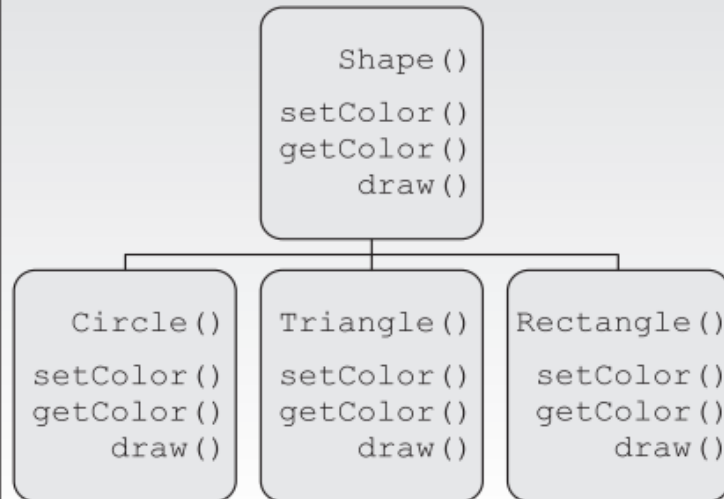 Shape()
setColor()
getColor()
draw()
Circle()
setColor()
getColor()
draw()
Triangle()
setColor()
getColor()
draw()
Rectangle()
setColor()
getColor()
draw()